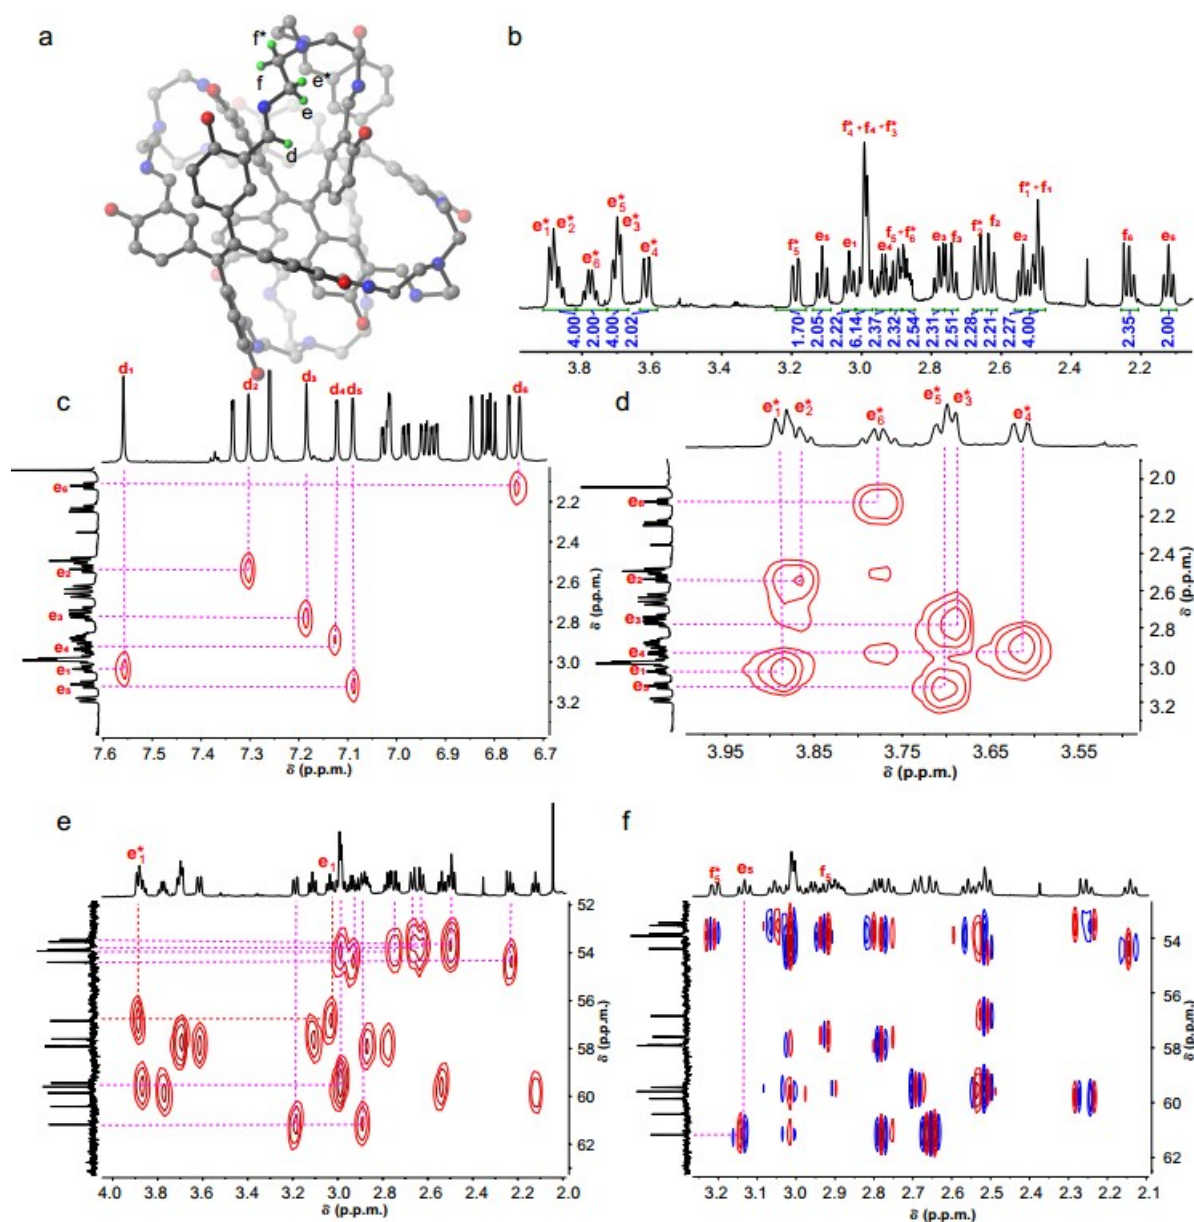 a
f*
f
e*
e
d
b
f*4 + f4 + f*3
e*1 e*2
e*5
e*3
e*6
e*4
f*5
e5
e1
e4
f5 + f*6
e3
f3
f*2
f2
e2
f*1 + f1
f6
e6
4.00
2.00
4.00
2.02
1.70
2.05
2.22
6.14
2.37
2.32
2.54
2.31
2.51
2.28
2.21
2.27
4.00
2.35
2.00
3.8 3.6 3.4 3.2 3.0 2.8 2.6 2.4 2.2
c
d1 d2 d3 d4 d5 d6
e6
e2
e3
e4
e1
e5
2.2
2.4
2.6
2.8
3.0
3.2
δ (p.p.m.)
7.6 7.5 7.4 7.3 7.2 7.1 7.0 6.9 6.8 6.7
δ (p.p.m.)
d
e*1 e*2 e*6 e*5 e*3 e*4
e6
e2
e3
e4
e1
e5
2.0
2.2
2.4
2.6
2.8
3.0
3.2
δ (p.p.m.)
3.95 3.85 3.75 3.65 3.55
δ (p.p.m.)
e
e*1 e1
52
54
56
58
60
62
δ (p.p.m.)
4.0 3.8 3.6 3.4 3.2 3.0 2.8 2.6 2.4 2.2 2.0
δ (p.p.m.)
f
f*5 e5 f5
54
56
58
60
62
δ (p.p.m.)
3.2 3.1 3.0 2.9 2.8 2.7 2.6 2.5 2.4 2.3 2.2 2.1
δ (p.p.m.)